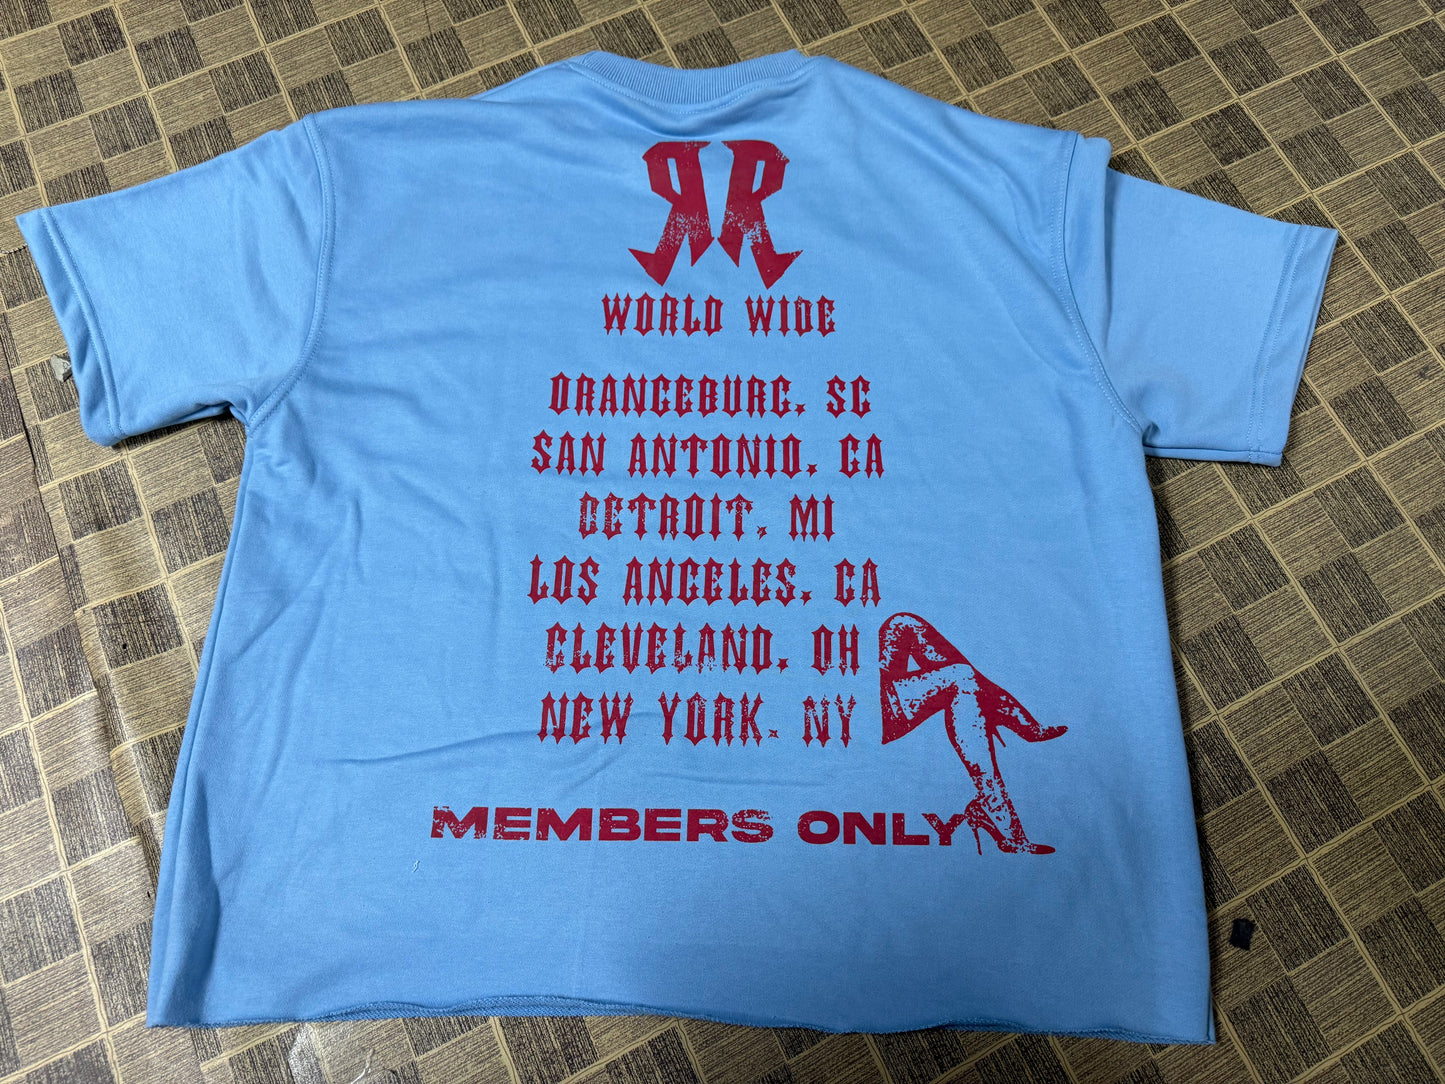 RR
WORLD WIDE
ORANGEBURG, SC
SAN ANTONIO, CA
DETROIT, MI
LOS ANGELES, CA
CLEVELAND, OH
NEW YORK, NY
MEMBERS ONLY